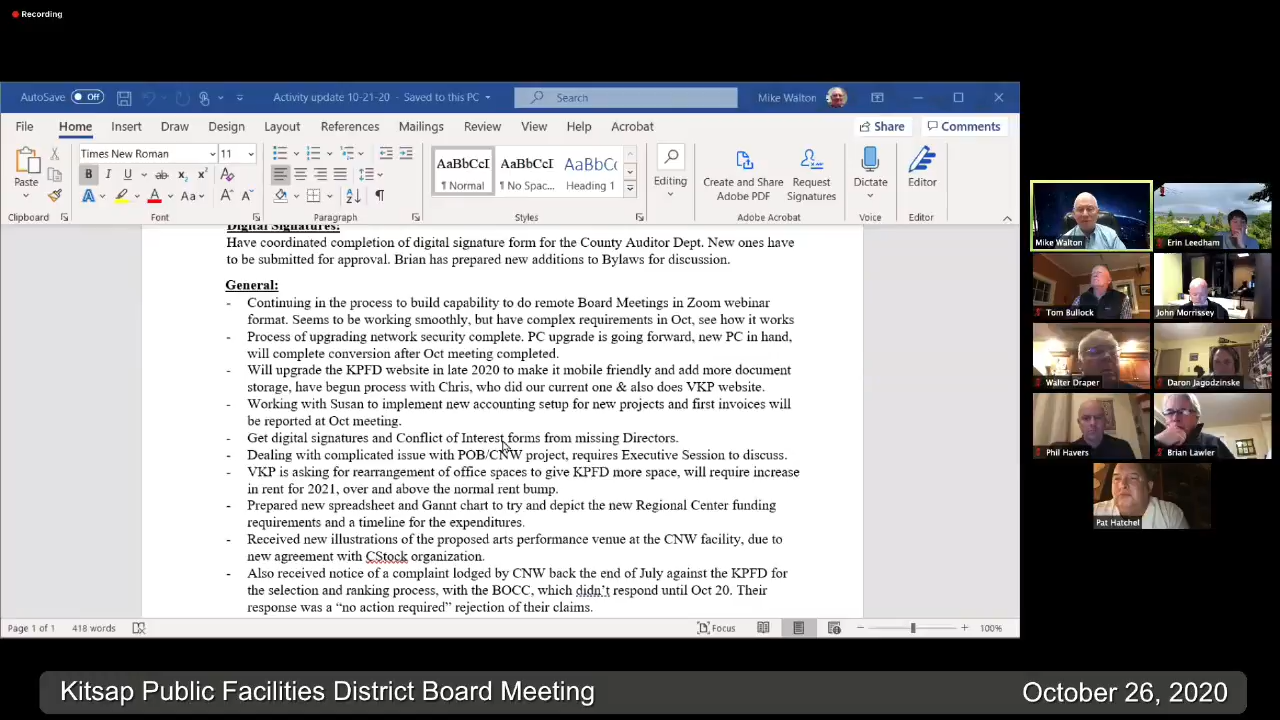 Recording
AutoSave Off Activity update 10-21-20 - Saved to this PC Search Mike Walton
File Home Insert Draw Design Layout References Mailings Review View Help Acrobat Share Comments
Times New Roman 11
AaBbCcI AaBbCcI AaBbCc
B I U ab x₂ x²
Paste
¶ Normal ¶ No Spac... Heading 1
Editing
Create and Share Adobe PDF
Request Signatures
Dictate
Editor
Clipboard Font Paragraph Styles Adobe Acrobat Voice Editor
Digital Signatures:
Have coordinated completion of digital signature form for the County Auditor Dept. New ones have
to be submitted for approval. Brian has prepared new additions to Bylaws for discussion.
General:
- Continuing in the process to build capability to do remote Board Meetings in Zoom webinar
format. Seems to be working smoothly, but have complex requirements in Oct, see how it works
- Process of upgrading network security complete. PC upgrade is going forward, new PC in hand,
will complete conversion after Oct meeting completed.
- Will upgrade the KPFD website in late 2020 to make it mobile friendly and add more document
storage, have begun process with Chris, who did our current one & also does VKP website.
- Working with Susan to implement new accounting setup for new projects and first invoices will
be reported at Oct meeting.
- Get digital signatures and Conflict of Interest forms from missing Directors.
- Dealing with complicated issue with POB/CNW project, requires Executive Session to discuss.
- VKP is asking for rearrangement of office spaces to give KPFD more space, will require increase
in rent for 2021, over and above the normal rent bump.
- Prepared new spreadsheet and Gannt chart to try and depict the new Regional Center funding
requirements and a timeline for the expenditures.
- Received new illustrations of the proposed arts performance venue at the CNW facility, due to
new agreement with CStock organization.
- Also received notice of a complaint lodged by CNW back the end of July against the KPFD for
the selection and ranking process, with the BOCC, which didn't respond until Oct 20. Their
response was a “no action required” rejection of their claims.
Page 1 of 1 418 words Focus 100%
Mike Walton
Erin Leedham
Tom Bullock
John Morrissey
Walter Draper
Daron Jagodzinske
Phil Havers
Brian Lawler
Pat Hatchel
Kitsap Public Facilities District Board Meeting
October 26, 2020